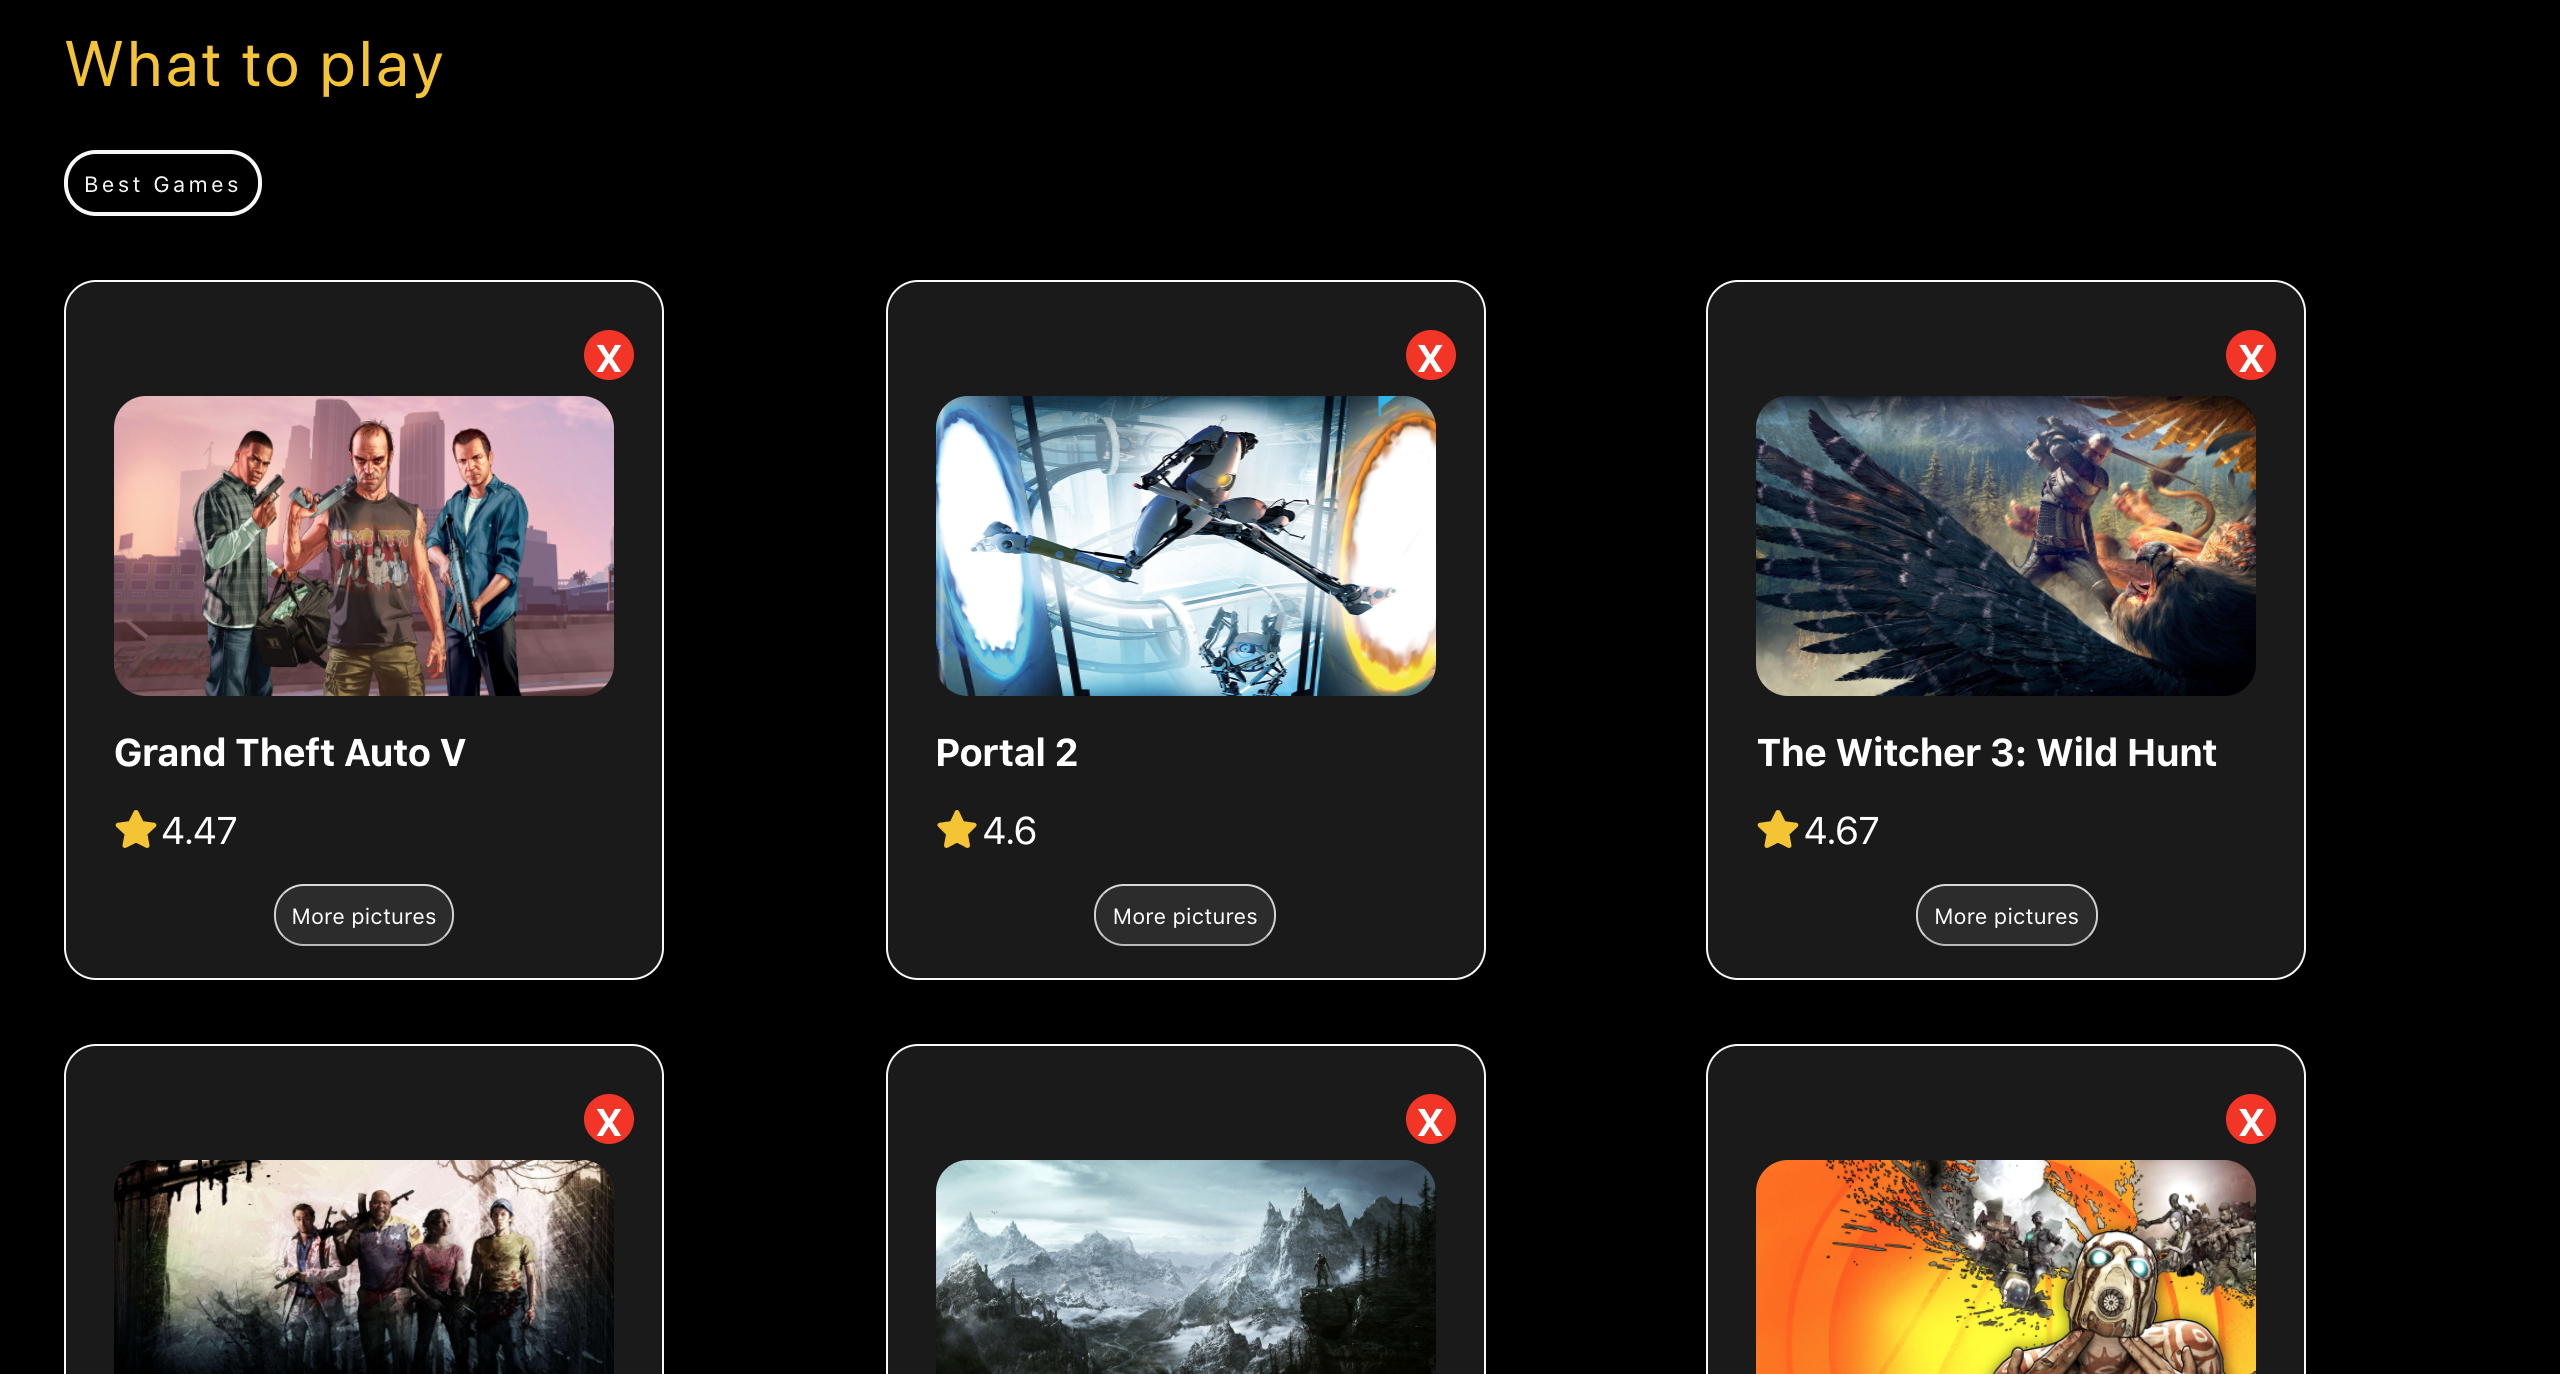 What to play
Best Games
X
X
X
Grand Theft Auto V
Portal 2
The Witcher 3: Wild Hunt
4.47
4.6
4.67
More pictures
More pictures
More pictures
X
X
X